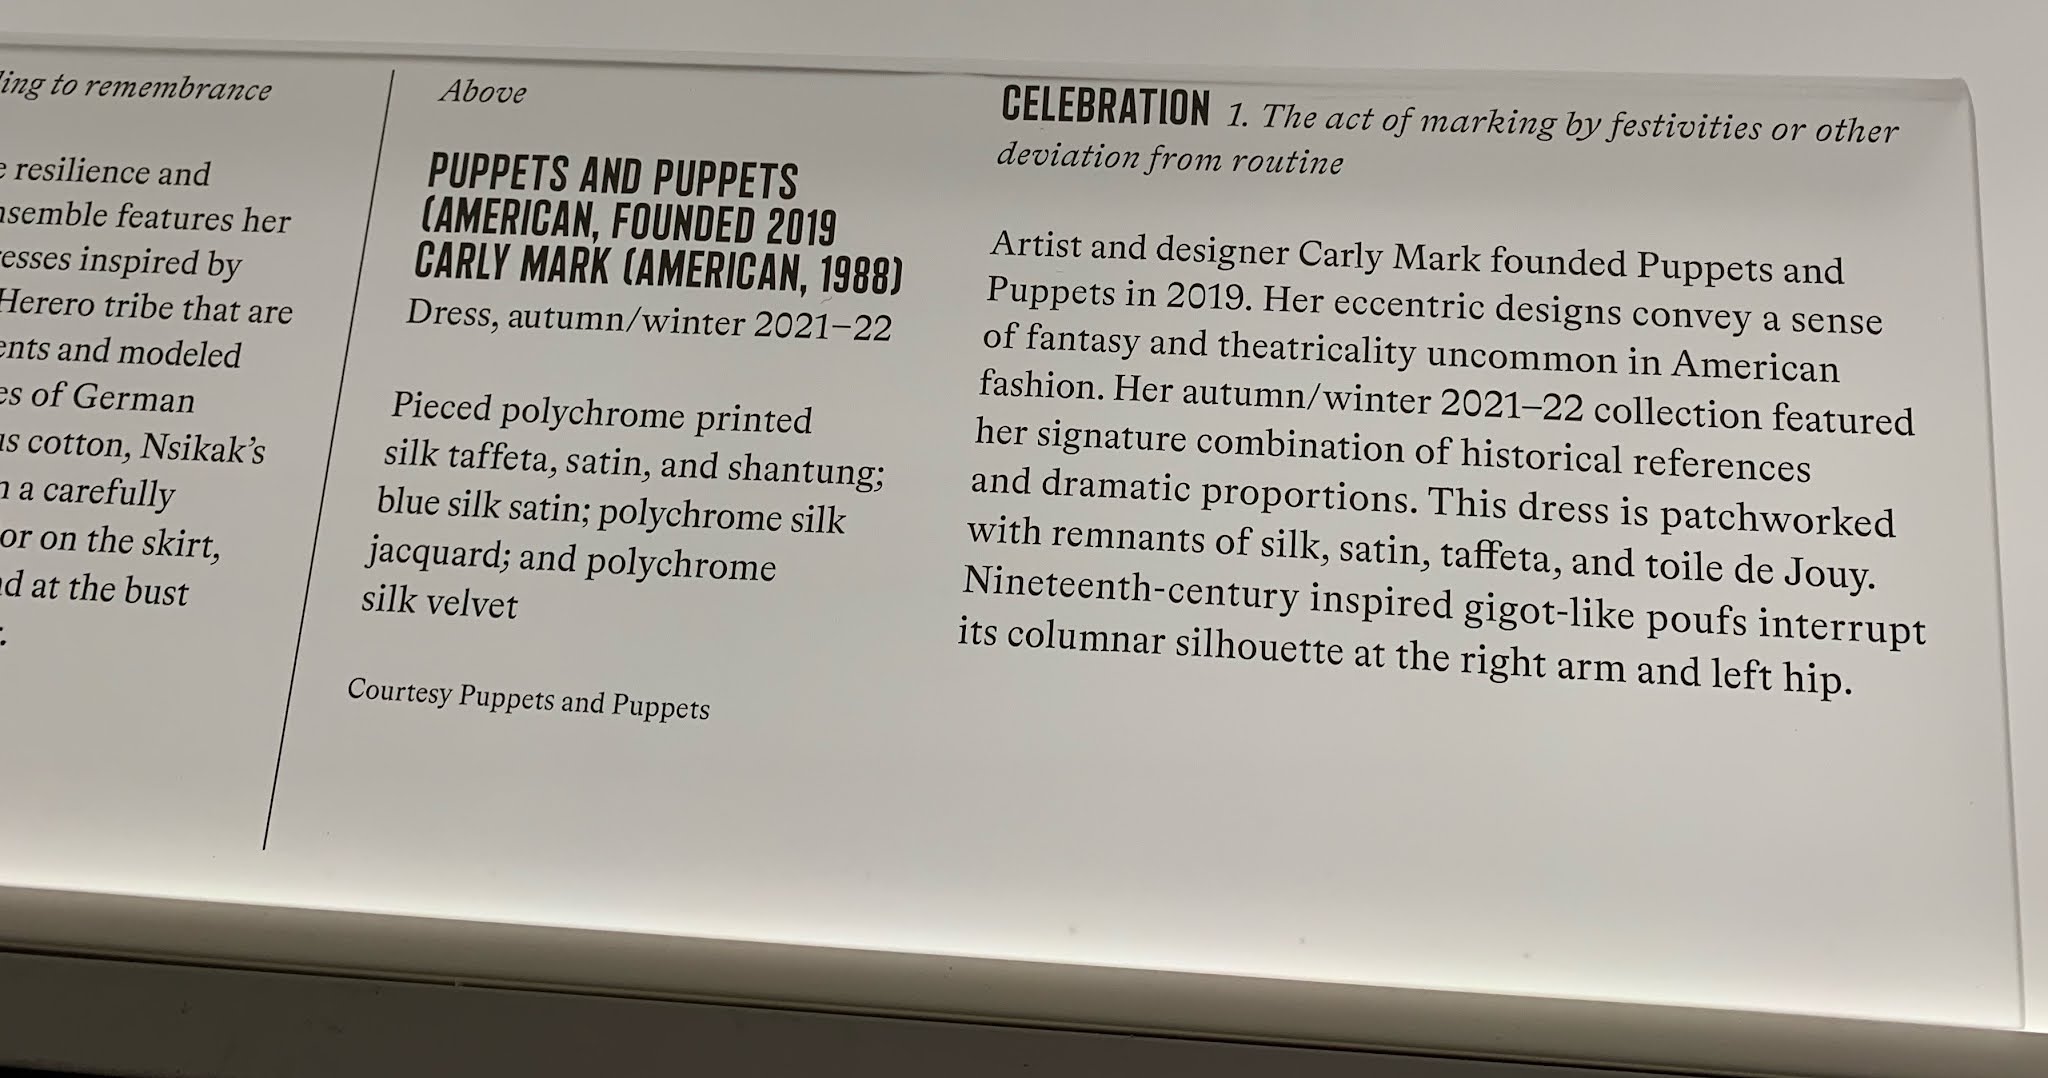 ing to remembrance
resilience and
features her
inspired by
Herero tribe that are
and modeled
of German
cotton, Nsikak's
a carefully
or on the skirt,
at the bust
Above
PUPPETS AND PUPPETS
(AMERICAN, FOUNDED 2019
CARLY MARK (AMERICAN, 1988)
Dress, autumn/winter 2021–22
Pieced polychrome printed
silk taffeta, satin, and shantung;
blue silk satin; polychrome silk
jacquard; and polychrome
silk velvet
Courtesy Puppets and Puppets
CELEBRATION 1. The act of marking by festivities or other
deviation from routine
Artist and designer Carly Mark founded Puppets and
Puppets in 2019. Her eccentric designs convey a sense
of fantasy and theatricality uncommon in American
fashion. Her autumn/winter 2021–22 collection featured
her signature combination of historical references
and dramatic proportions. This dress is patchworked
with remnants of silk, satin, taffeta, and toile de Jouy.
Nineteenth-century inspired gigot-like poufs interrupt
its columnar silhouette at the right arm and left hip.